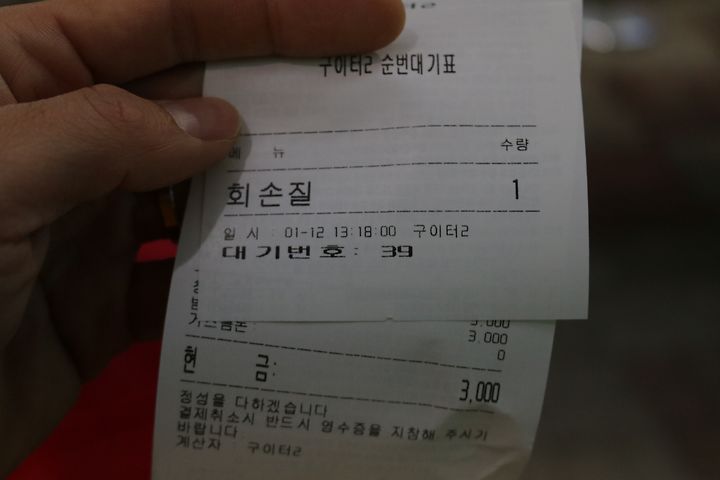 구이터2 순번대기표
메 뉴 수량
회손질 1
일 시 : 01-12 13:18:00 구이터2
대기번호: 39
3,000
3,000
0
현 금: 3,000
정성을 다하겠습니다
결제취소시 반드시 영수증을 지참해 주시기
바랍니다
계산자 구이터2